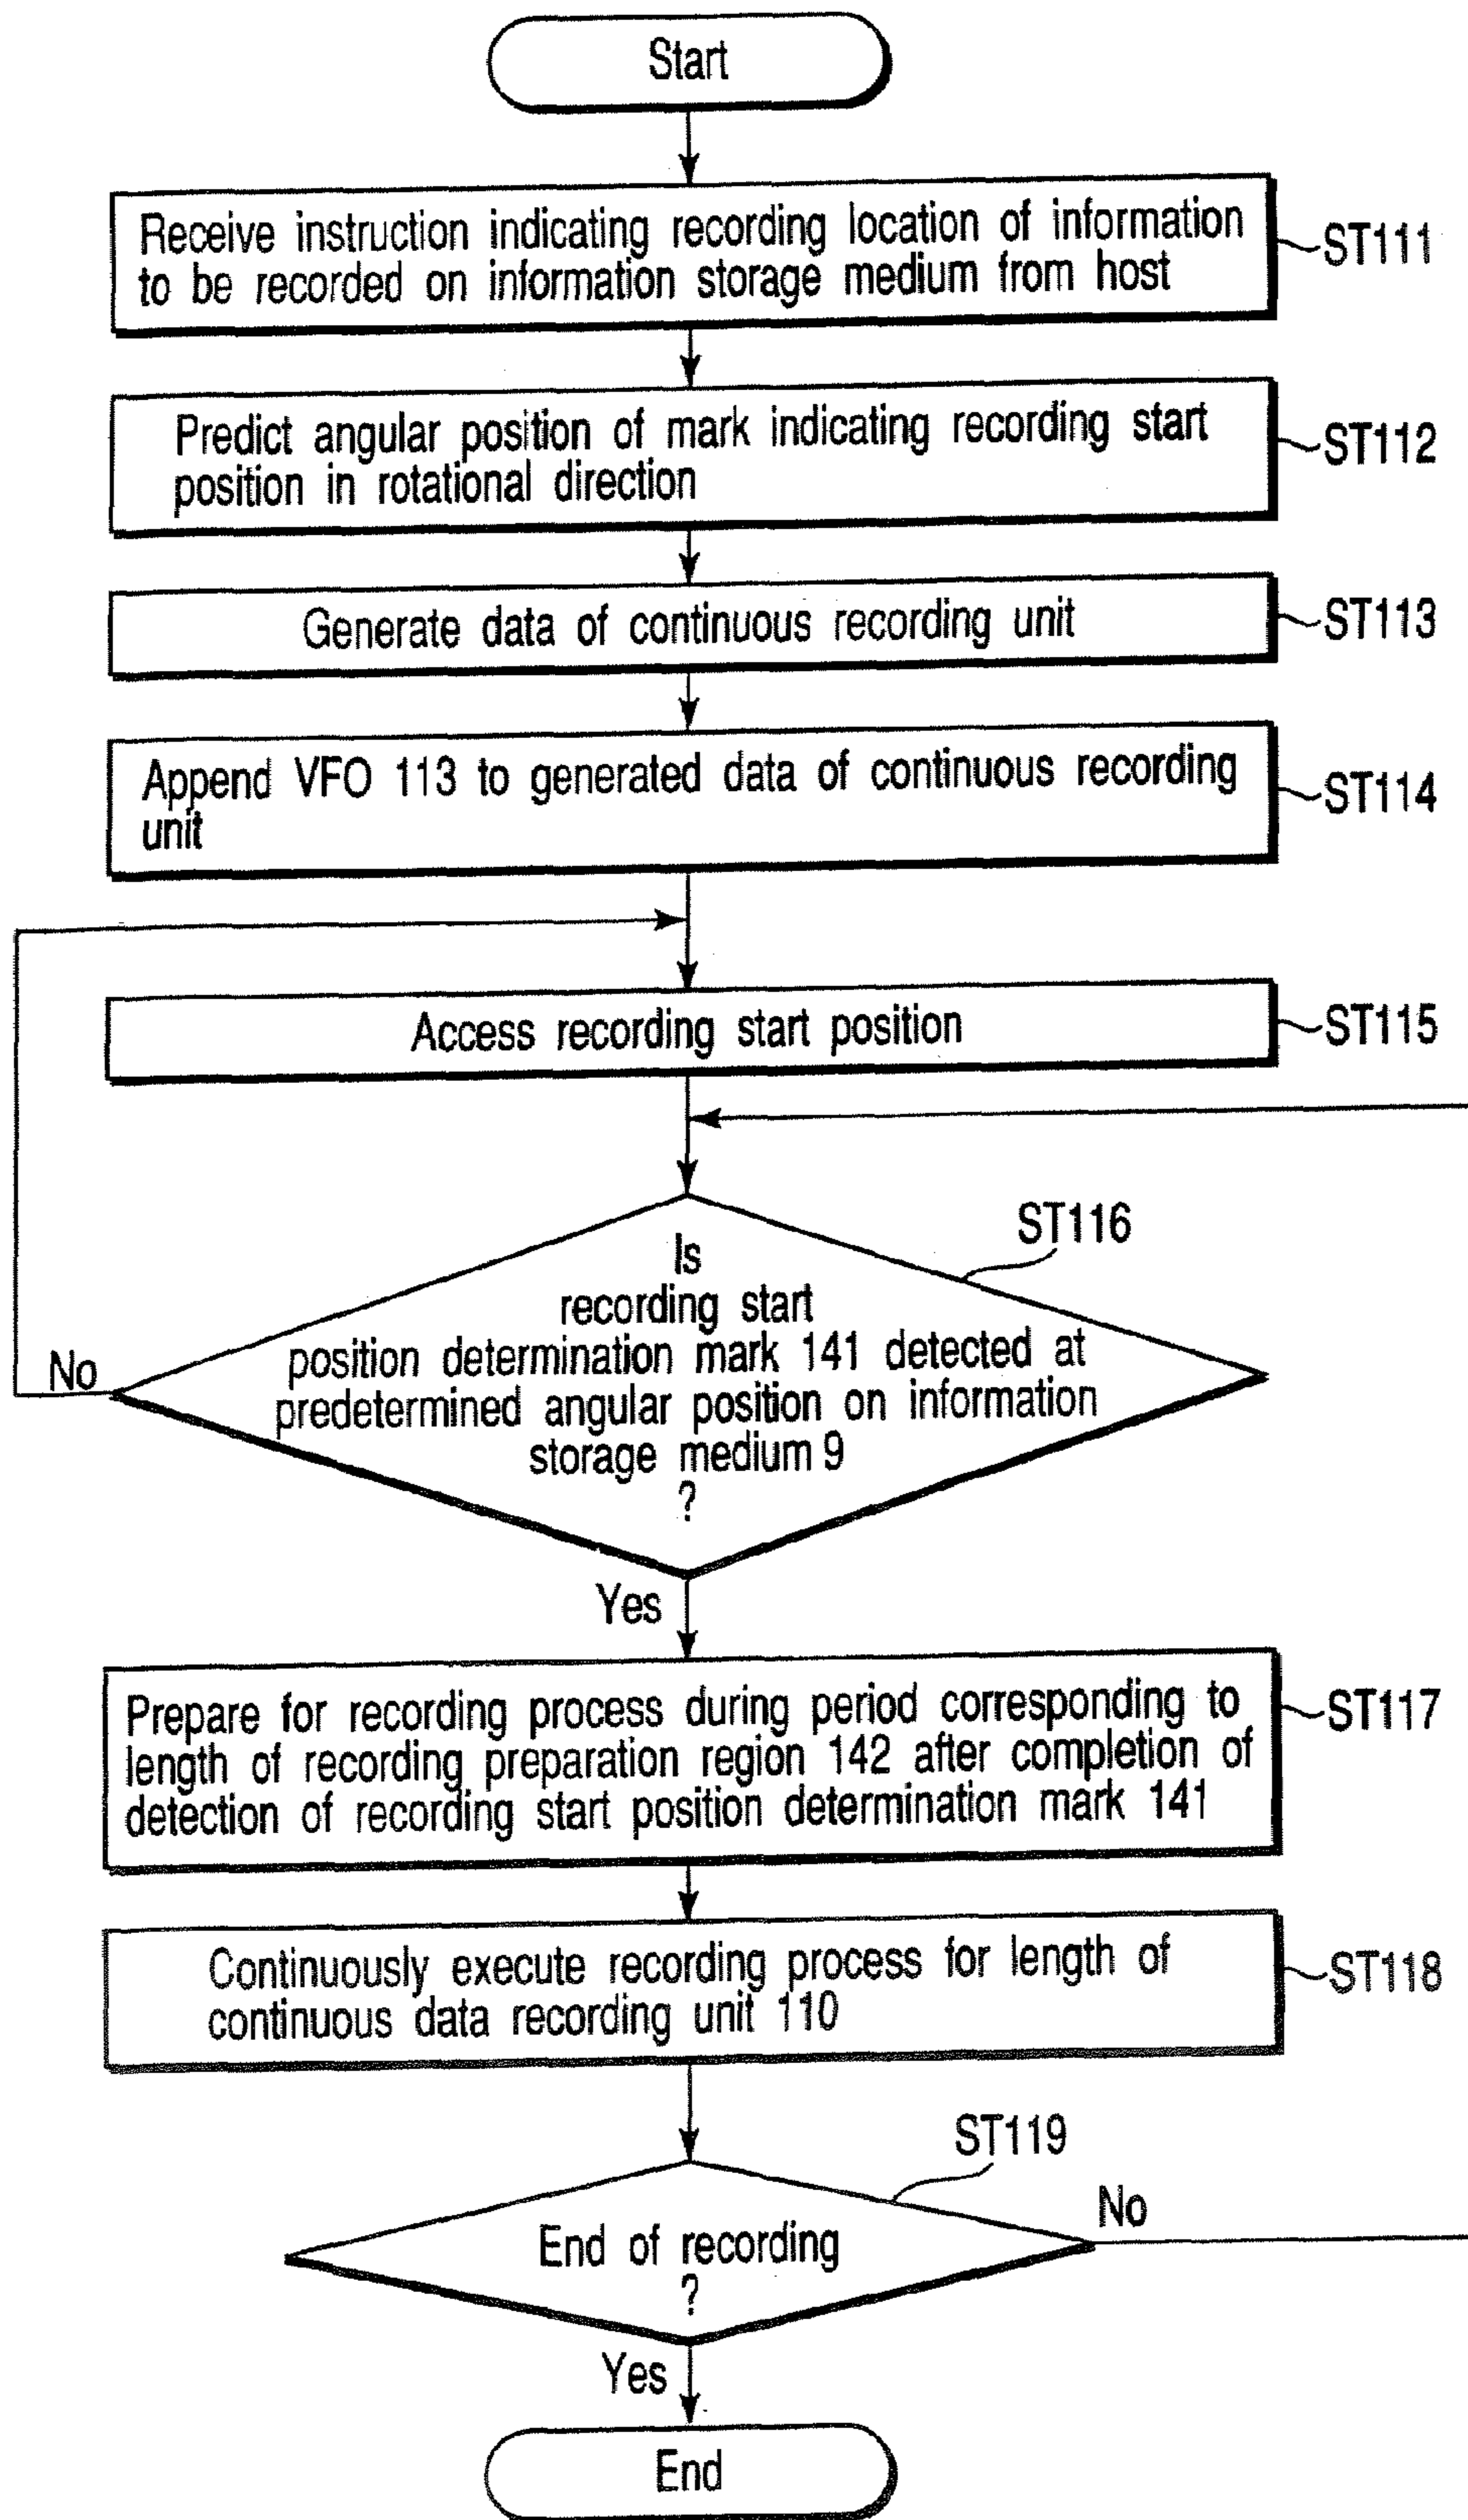 Start
Receive instruction indicating recording location of information
to be recorded on information storage medium from host
ST111
Predict angular position of mark indicating recording start
position in rotational direction
ST112
Generate data of continuous recording unit
ST113
Append VFO 113 to generated data of continuous recording
unit
ST114
Access recording start position
ST115
ST116
Is
recording start
position determination mark 141 detected at
predetermined angular position on information
storage medium 9
?
No
Yes
Prepare for recording process during period corresponding to
length of recording preparation region 142 after completion of
detection of recording start position determination mark 141
ST117
Continuously execute recording process for length of
continuous data recording unit 110
ST118
ST119
End of recording
?
No
Yes
End